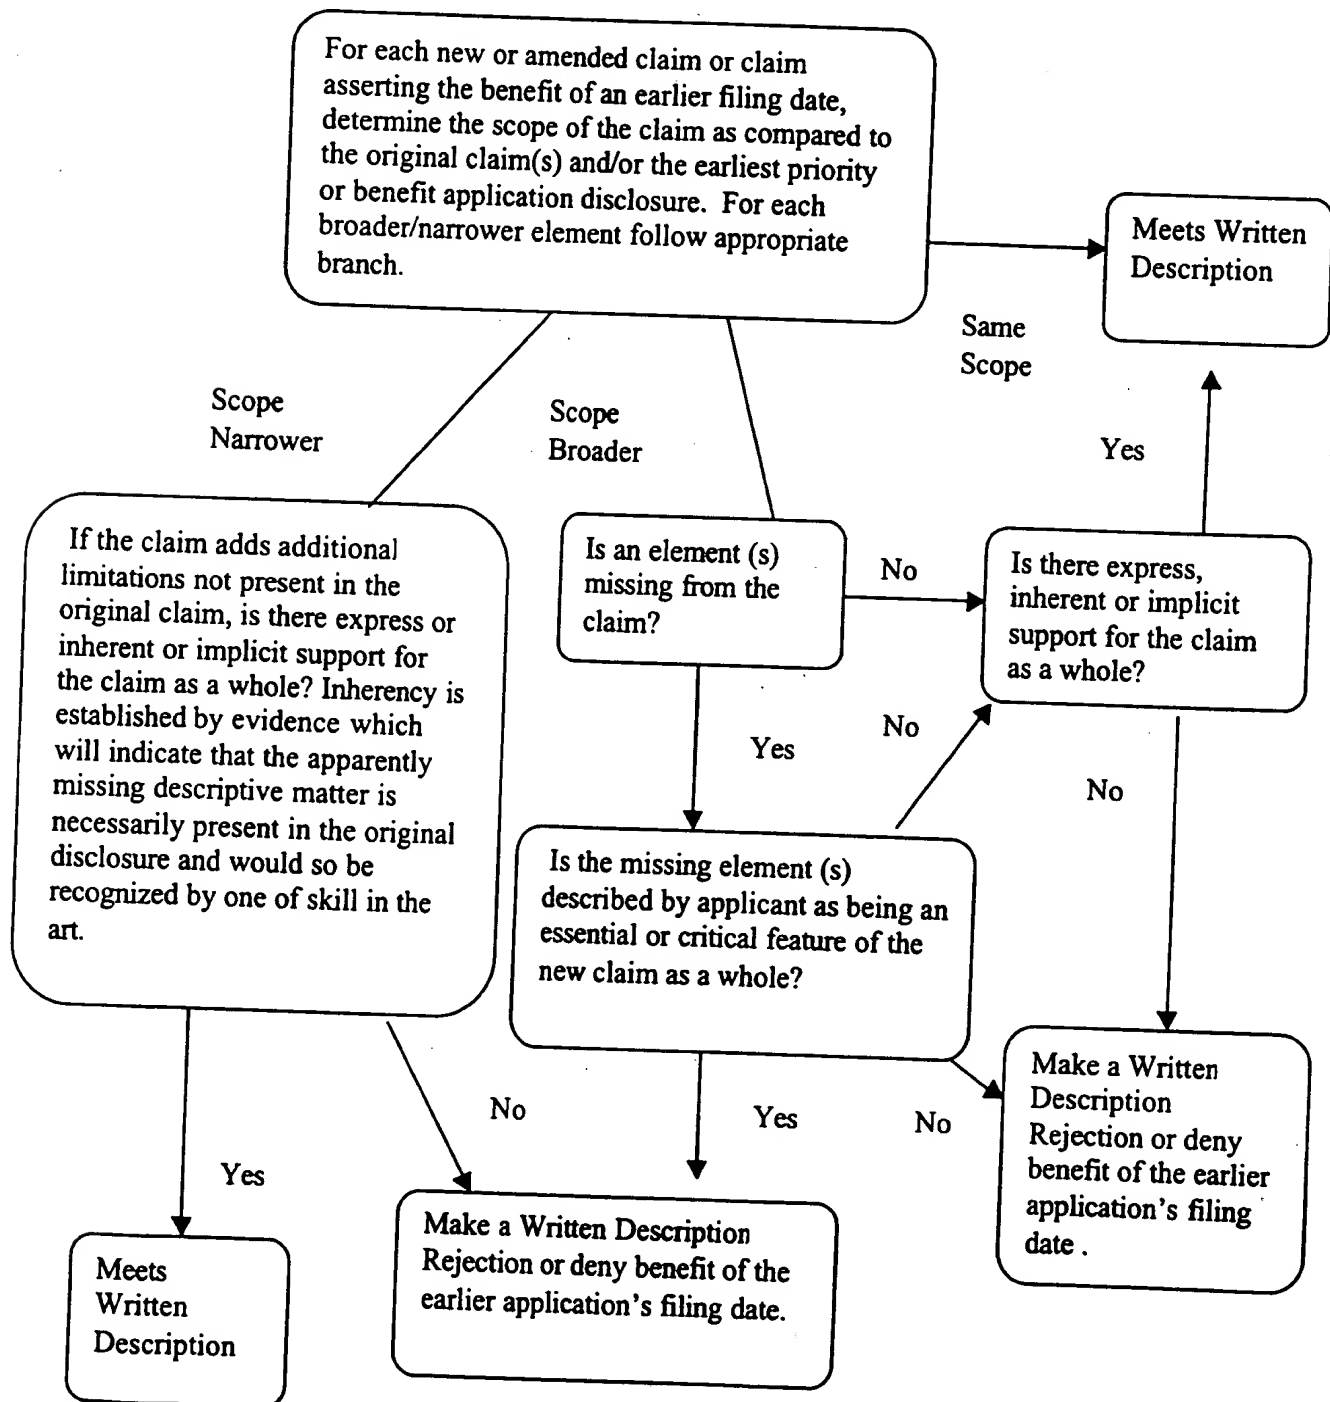 For each new or amended claim or claim
asserting the benefit of an earlier filing date,
determine the scope of the claim as compared to
the original claim(s) and/or the earliest priority
or benefit application disclosure. For each
broader/narrower element follow appropriate
branch.
Meets Written
Description
Same
Scope
Scope
Narrower
Scope
Broader
Yes
If the claim adds additional
limitations not present in the
original claim, is there express or
inherent or implicit support for
the claim as a whole? Inherency is
established by evidence which
will indicate that the apparently
missing descriptive matter is
necessarily present in the original
disclosure and would so be
recognized by one of skill in the
art.
Is an element (s)
missing from the
claim?
No
Is there express,
inherent or implicit
support for the claim
as a whole?
Yes
No
No
Is the missing element (s)
described by applicant as being an
essential or critical feature of the
new claim as a whole?
Yes
No
Yes
No
Make a Written
Description
Rejection or deny
benefit of the earlier
application's filing
date .
Meets
Written
Description
Make a Written Description
Rejection or deny benefit of the
earlier application's filing date.